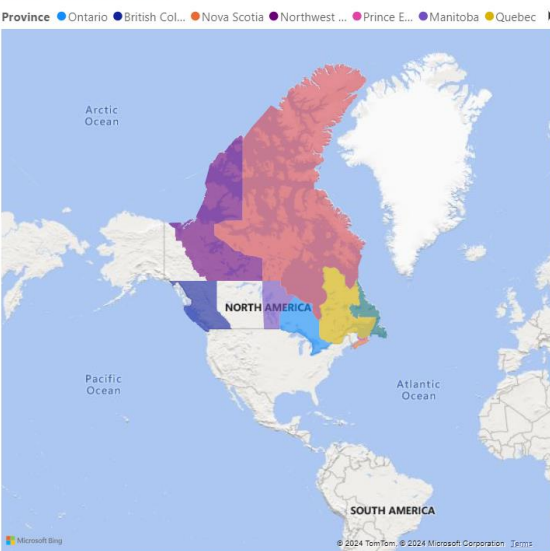 Province Ontario British Col... Nova Scotia Northwest ... Prince E... Manitoba Quebec
Arctic
Ocean
NORTH AMERICA
Pacific
Ocean
Atlantic
Ocean
SOUTH AMERICA
Microsoft Bing
© 2024 TomTom, © 2024 Microsoft Corporation Terms